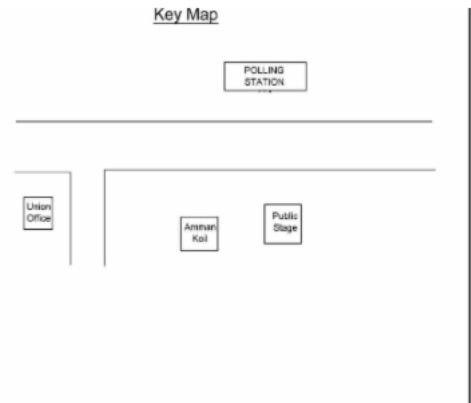 Key Map
POLLING
STATION
Union
Office
Amman
Koil
Public
Stage